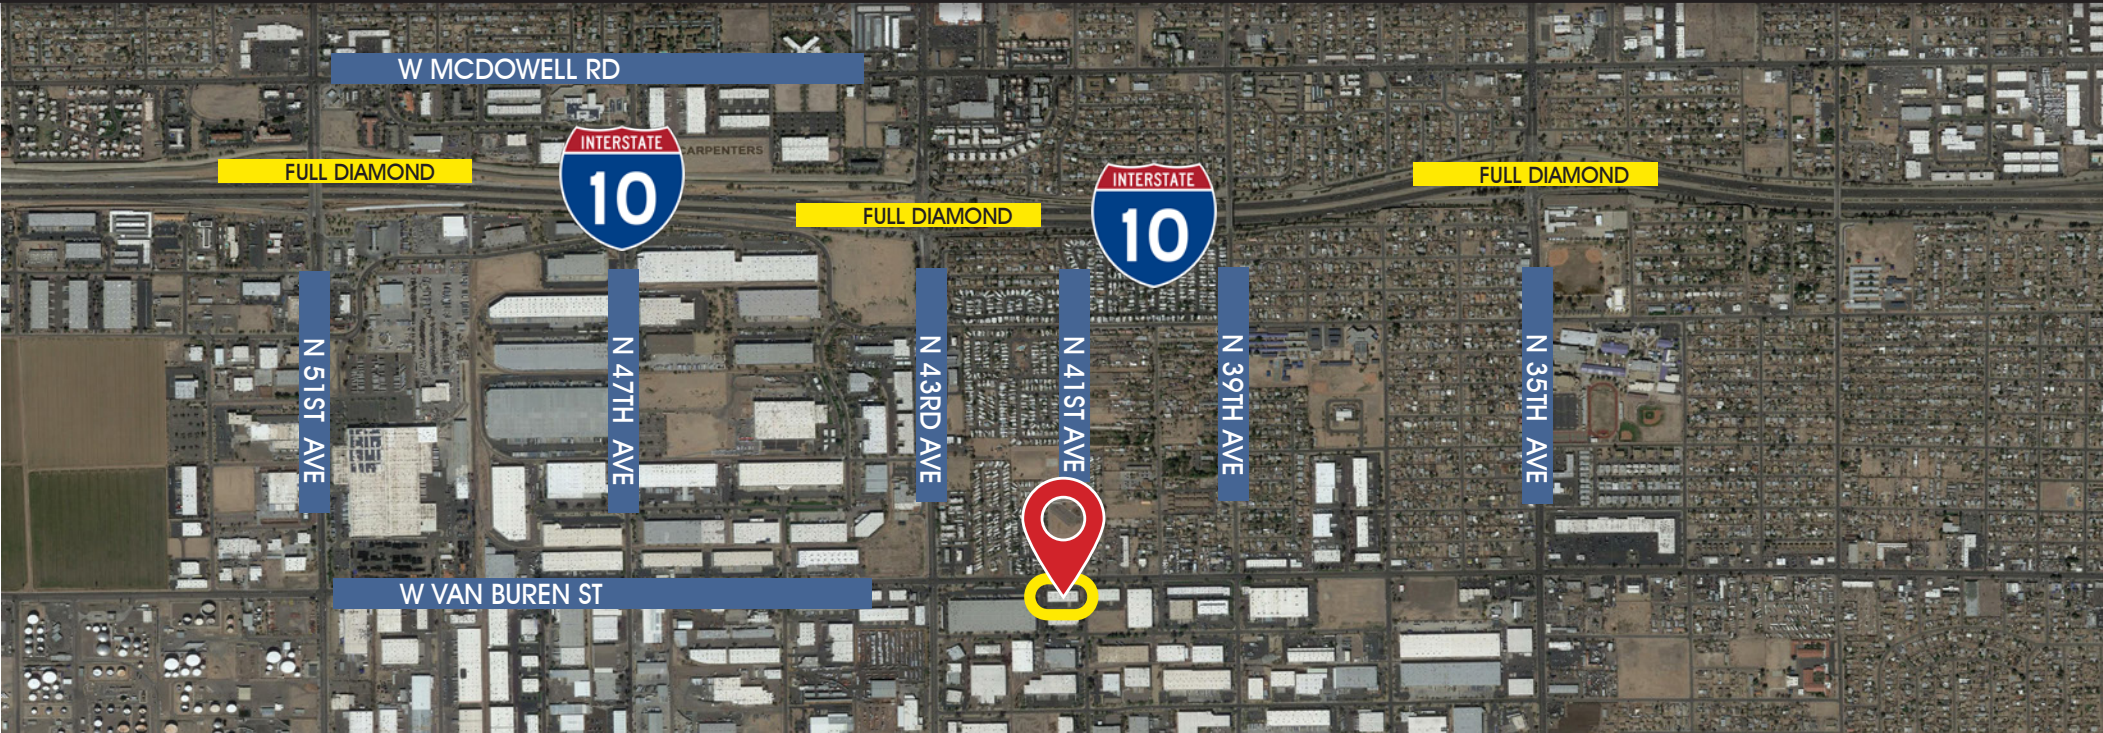 W MCDOWELL RD
INTERSTATE
10
CARPENTERS
FULL DIAMOND
FULL DIAMOND
INTERSTATE
10
FULL DIAMOND
N 51ST AVE
N 47TH AVE
N 43RD AVE
N 41ST AVE
N 39TH AVE
N 35TH AVE
W VAN BUREN ST